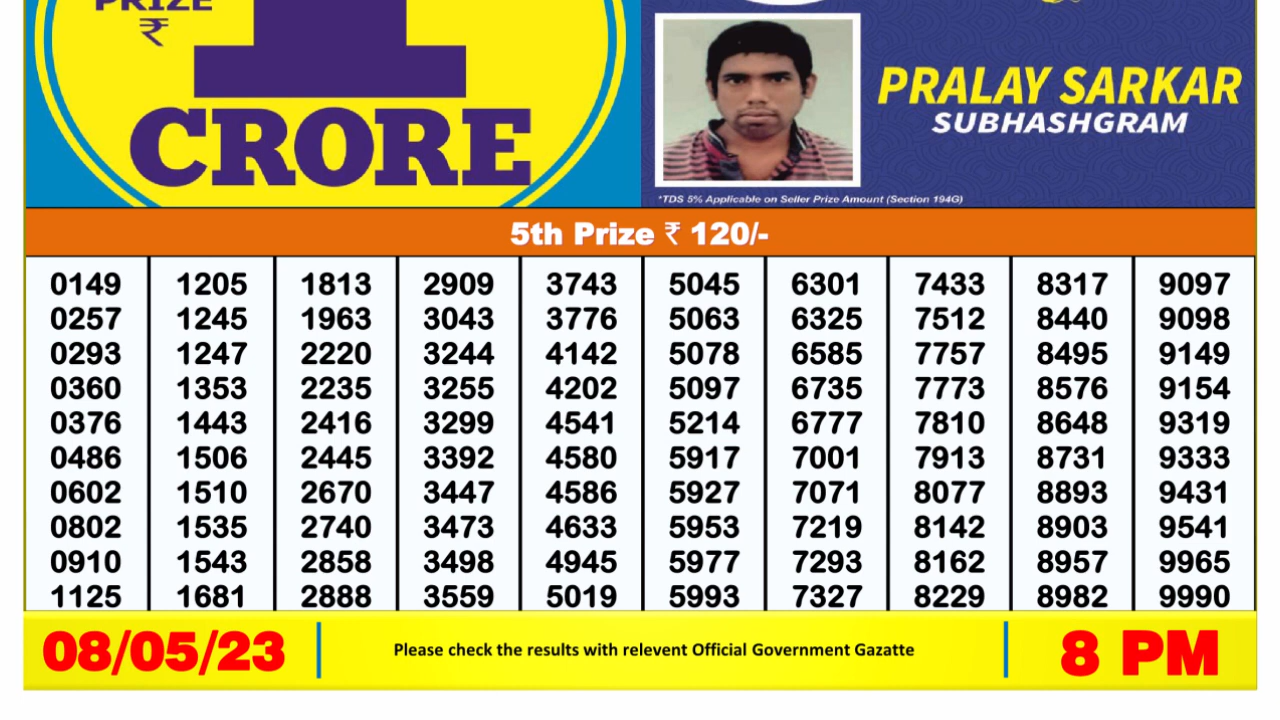 PRIZE
₹
1
CRORE
PRALAY SARKAR
SUBHASHGRAM
*TDS 5% Applicable on Seller Prize Amount (Section 194G)
5th Prize ₹ 120/-
0149 1205 1813 2909 3743 5045 6301 7433 8317 9097
0257 1245 1963 3043 3776 5063 6325 7512 8440 9098
0293 1247 2220 3244 4142 5078 6585 7757 8495 9149
0360 1353 2235 3255 4202 5097 6735 7773 8576 9154
0376 1443 2416 3299 4541 5214 6777 7810 8648 9319
0486 1506 2445 3392 4580 5917 7001 7913 8731 9333
0602 1510 2670 3447 4586 5927 7071 8077 8893 9431
0802 1535 2740 3473 4633 5953 7219 8142 8903 9541
0910 1543 2858 3498 4945 5977 7293 8162 8957 9965
1125 1681 2888 3559 5019 5993 7327 8229 8982 9990
08/05/23
Please check the results with relevent Official Government Gazatte
8 PM